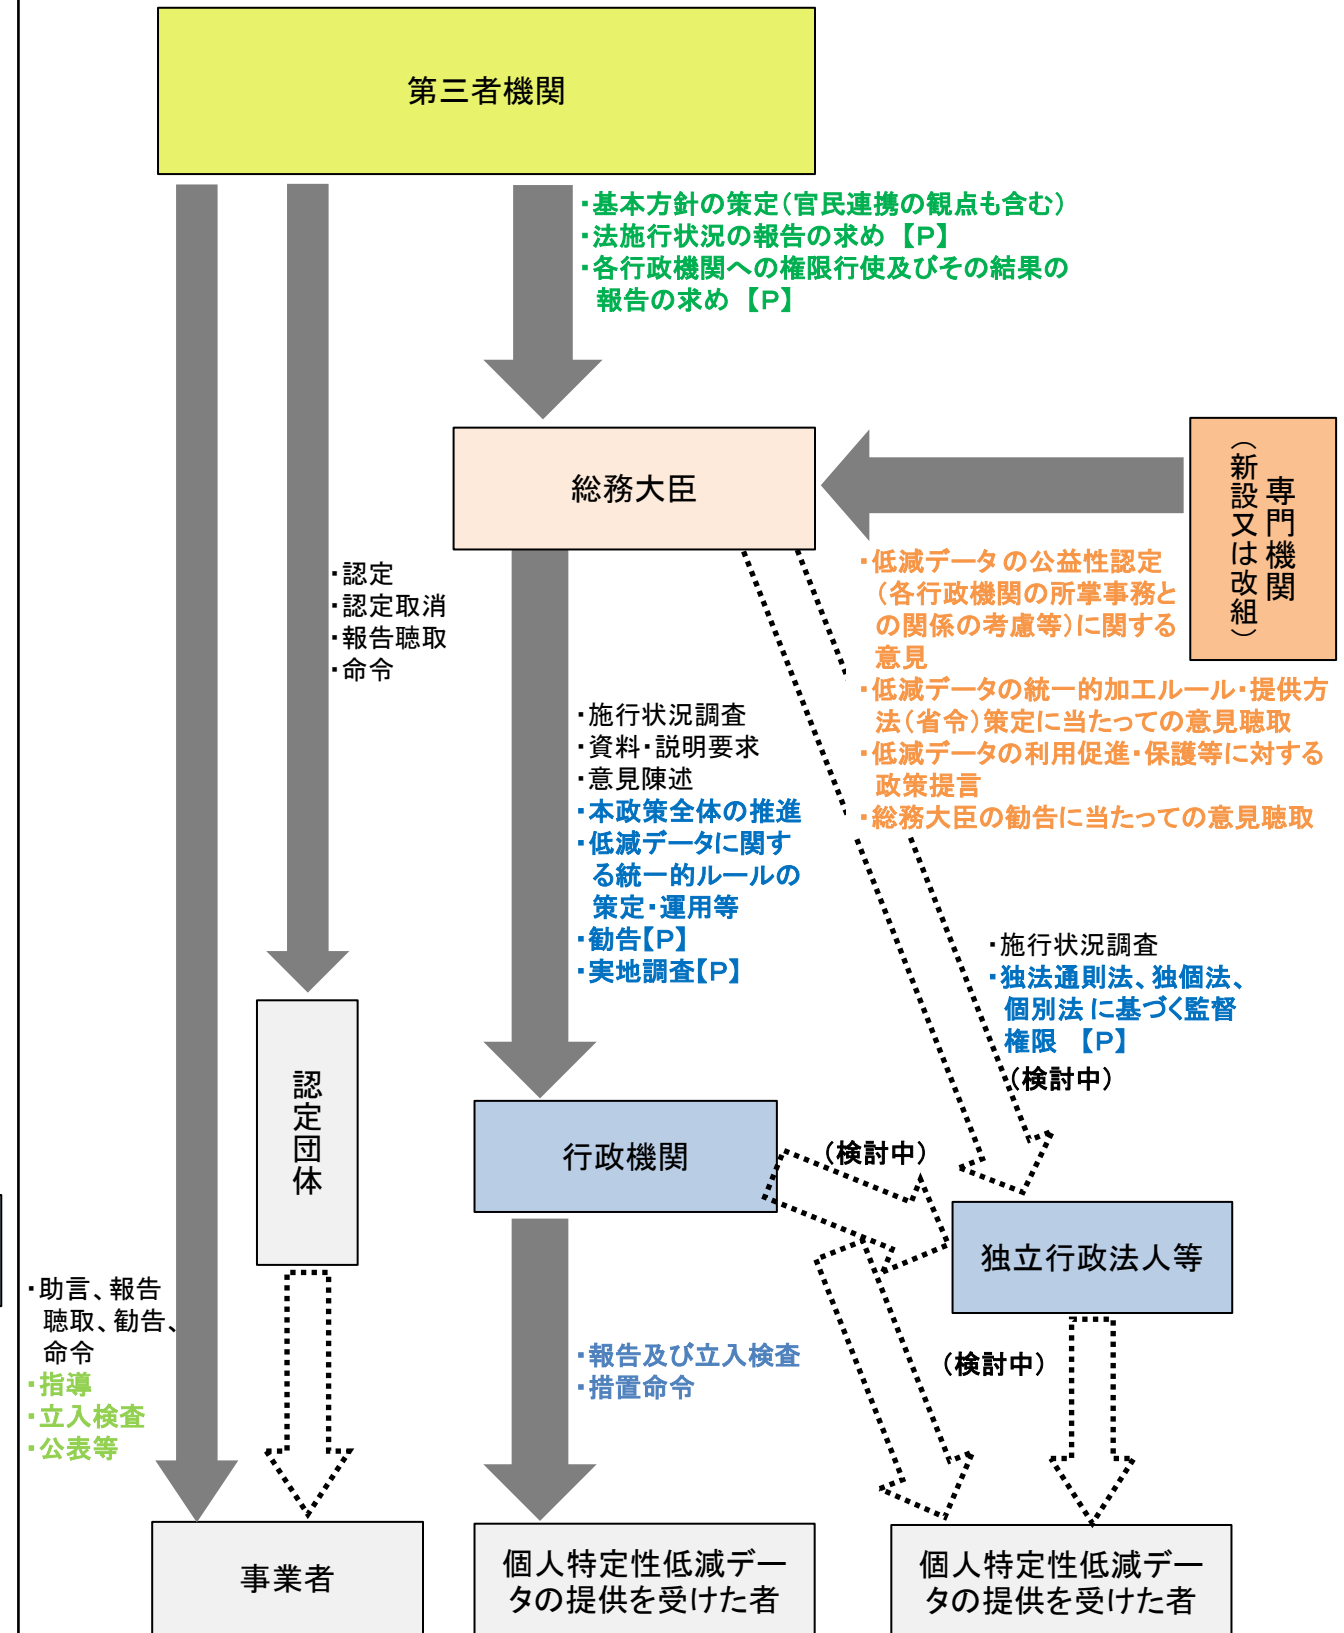 第三者機関
・基本方針の策定(官民連携の観点も含む)
・法施行状況の報告の求め 【P】
・各行政機関への権限行使及びその結果の
報告の求め 【P】
総務大臣
専門機関
(新設又は改組)
・低減データの公益性認定
(各行政機関の所掌事務と
の関係の考慮等)に関する
意見
・低減データの統一的加工ルール・提供方
法(省令)策定に当たっての意見聴取
・低減データの利用促進・保護等に対する
政策提言
・総務大臣の勧告に当たっての意見聴取
・認定
・認定取消
・報告聴取
・命令
・施行状況調査
・資料・説明要求
・意見陳述
・本政策全体の推進
・低減データに関す
る統一的ルールの
策定・運用等
・勧告【P】
・実地調査【P】
・施行状況調査
・独法通則法、独個法、
個別法に基づく監督
権限 【P】
(検討中)
認定団体
行政機関
(検討中)
独立行政法人等
・助言、報告
聴取、勧告、
命令
・指導
・立入検査
・公表等
・報告及び立入検査
・措置命令
(検討中)
事業者
個人特定性低減デー
タの提供を受けた者
個人特定性低減デー
タの提供を受けた者